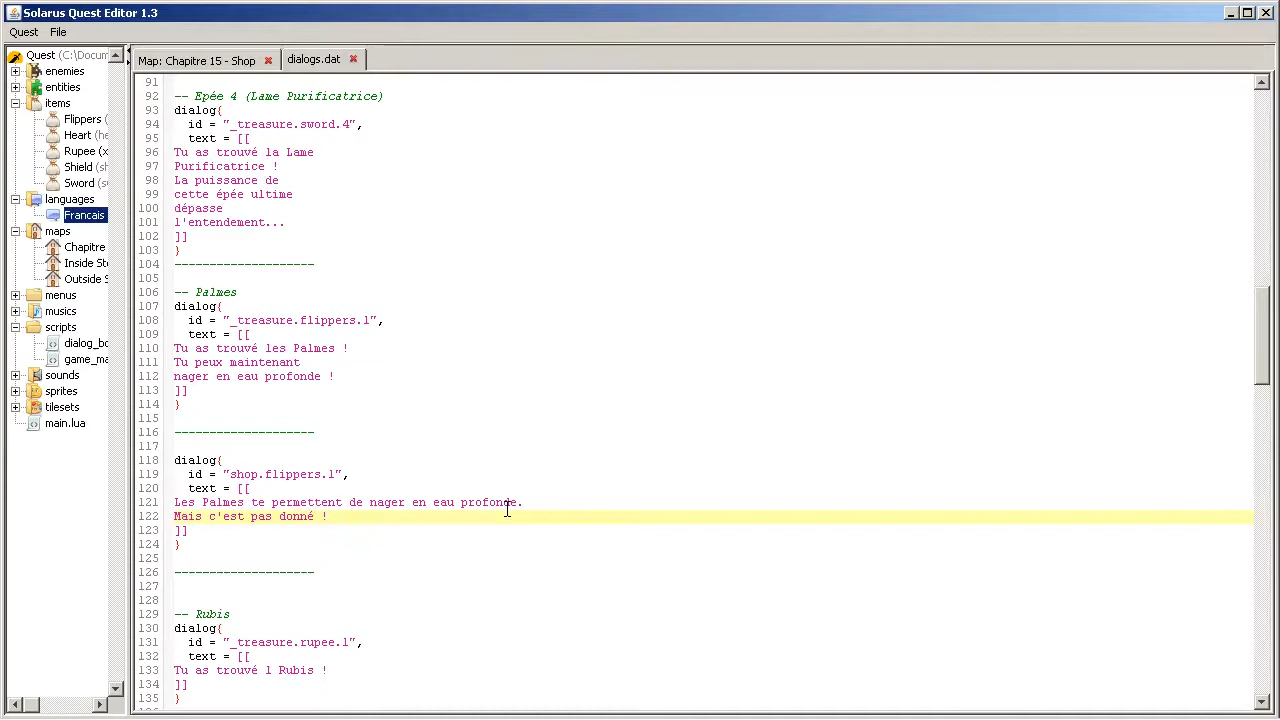 Solarus Quest Editor 1.3
Quest File
Quest (C:\Docum
enemies
entities
items
Flippers (
Heart (he
Rupee (x
Shield (sh
Sword (sw
languages
Francais
maps
Chapitre
Inside St
Outside S
menus
musics
scripts
dialog_bo
game_ma
sounds
sprites
tilesets
main.lua
Map: Chapitre 15 - Shop
dialogs.dat
91
92 -- Epée 4 (Lame Purificatrice)
93 dialog{
94 id = "_treasure.sword.4",
95 text = [[
96 Tu as trouvé la Lame
97 Purificatrice !
98 La puissance de
99 cette épée ultime
100 dépasse
101 l'entendement...
102 ]]
103 }
104 --------------------
105
106 -- Palmes
107 dialog{
108 id = "_treasure.flippers.1",
109 text = [[
110 Tu as trouvé les Palmes !
111 Tu peux maintenant
112 nager en eau profonde !
113 ]]
114 }
115
116 --------------------
117
118 dialog{
119 id = "shop.flippers.1",
120 text = [[
121 Les Palmes te permettent de nager en eau profonde.
122 Mais c'est pas donné !
123 ]]
124 }
125
126 --------------------
127
128
129 -- Rubis
130 dialog{
131 id = "_treasure.rupee.1",
132 text = [[
133 Tu as trouvé 1 Rubis !
134 ]]
135 }